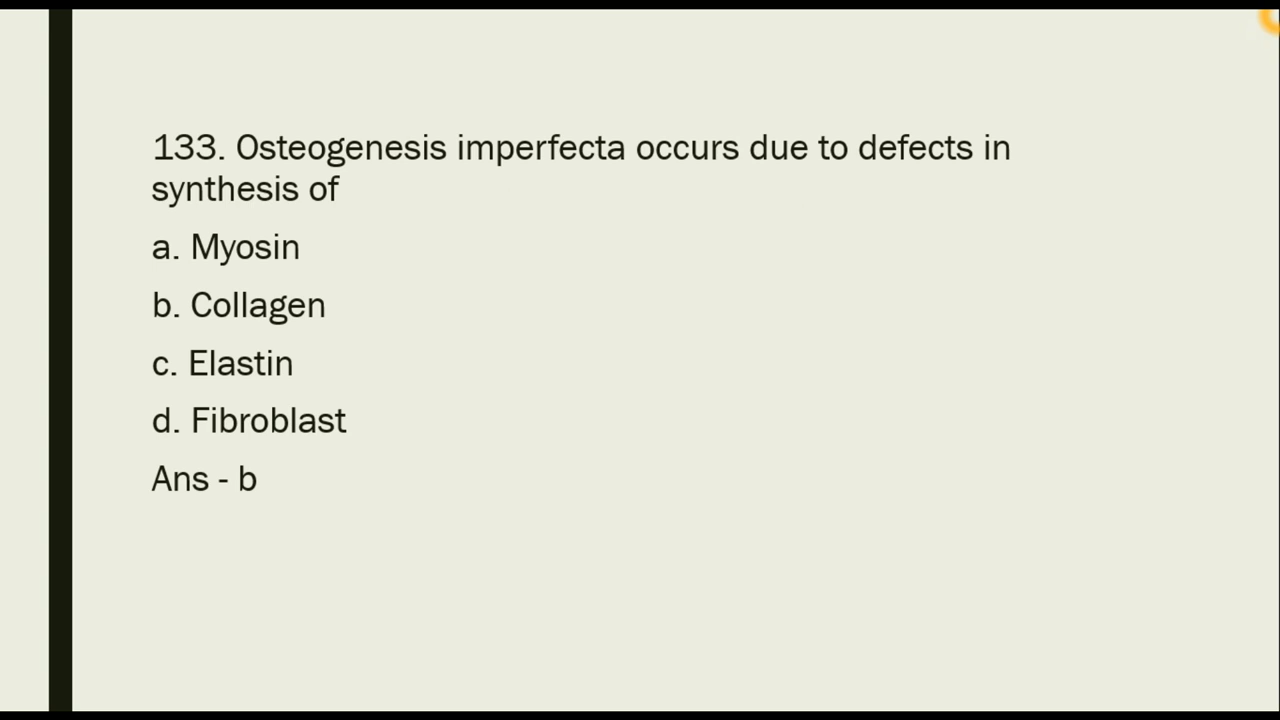 133. Osteogenesis imperfecta occurs due to defects in
synthesis of
a. Myosin
b. Collagen
c. Elastin
d. Fibroblast
Ans - b